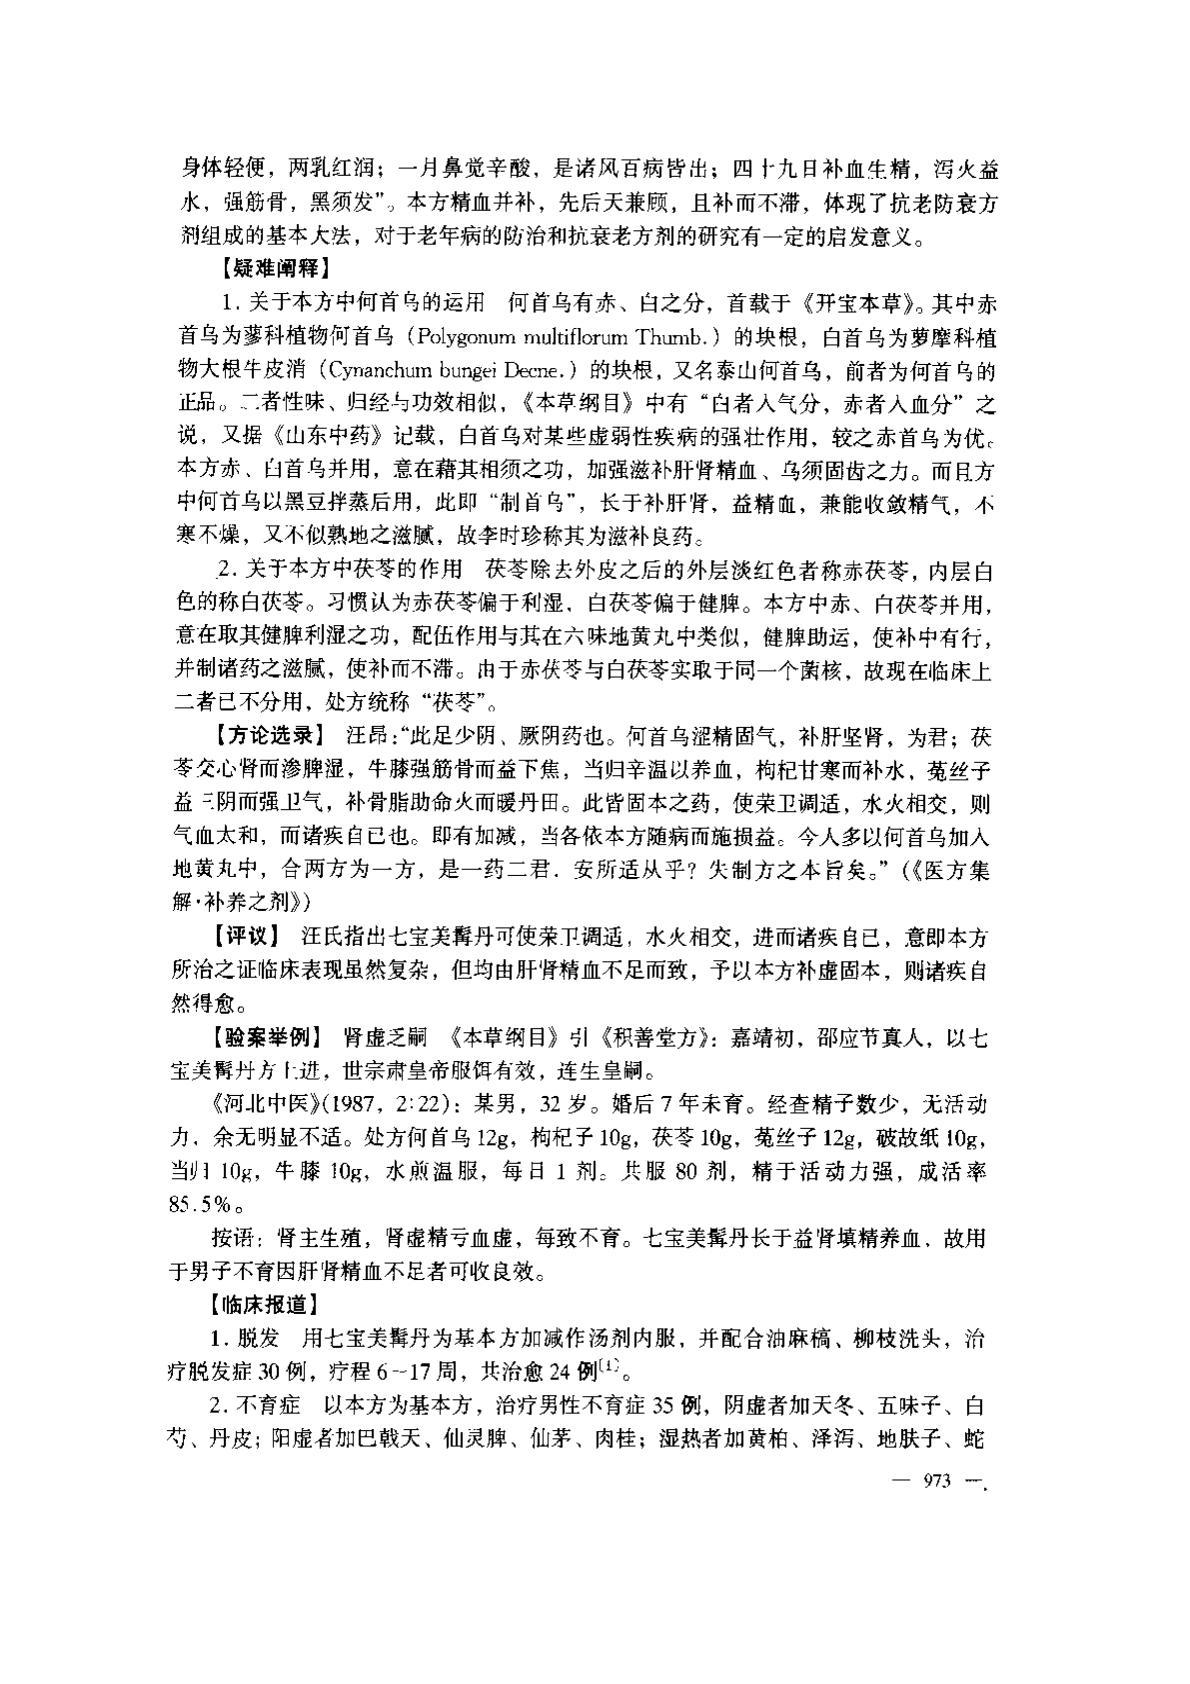 身体轻便，两乳红润；一月鼻觉辛酸，是诸风百病皆出；四十九日补血生精，泻火益
水，强筋骨，黑须发”。本方精血并补，先后天兼顾，且补而不滞，体现了抗老防衰方
剂组成的基本大法，对于老年病的防治和抗衰老方剂的研究有一定的启发意义。
【疑难阐释】
1. 关于本方中何首乌的运用　何首乌有赤、白之分，首载于《开宝本草》。其中赤
首乌为蓼科植物何首乌（Polygonum multiflorum Thumb.）的块根，白首乌为萝摩科植
物大根牛皮消（Cynanchum bungei Decne.）的块根，又名泰山何首乌，前者为何首乌的
正品。二者性味、归经与功效相似，《本草纲目》中有“白者入气分，赤者入血分”之
说，又据《山东中药》记载，白首乌对某些虚弱性疾病的强壮作用，较之赤首乌为优。
本方赤、白首乌并用，意在藉其相须之功，加强滋补肝肾精血、乌须固齿之力。而且方
中何首乌以黑豆拌蒸后用，此即“制首乌”，长于补肝肾，益精血，兼能收敛精气，不
寒不燥，又不似熟地之滋腻，故李时珍称其为滋补良药。
2. 关于本方中茯苓的作用　茯苓除去外皮之后的外层淡红色者称赤茯苓，内层白
色的称白茯苓。习惯认为赤茯苓偏于利湿，白茯苓偏于健脾。本方中赤、白茯苓并用，
意在取其健脾利湿之功，配伍作用与其在六味地黄丸中类似，健脾助运，使补中有行，
并制诸药之滋腻，使补而不滞。由于赤茯苓与白茯苓实取于同一个菌核，故现在临床上
二者已不分用，处方统称“茯苓”。
【方论选录】　汪昂：“此足少阴、厥阴药也。何首乌涩精固气，补肝坚肾，为君；茯
苓交心肾而渗脾湿，牛膝强筋骨而益下焦，当归辛温以养血，枸杞甘寒而补水，菟丝子
益三阴而强卫气，补骨脂助命火而暖丹田。此皆固本之药，使荣卫调适，水火相交，则
气血太和，而诸疾自已也。即有加减，当各依本方随病而施损益。今人多以何首乌加入
地黄丸中，合两方为一方，是一药二君．安所适从乎？失制方之本旨矣。”（《医方集
解·补养之剂》）
【评议】　汪氏指出七宝美髯丹可使荣卫调适，水火相交，进而诸疾自已，意即本方
所治之证临床表现虽然复杂，但均由肝肾精血不足而致，予以本方补虚固本，则诸疾自
然得愈。
【验案举例】　肾虚乏嗣　《本草纲目》引《积善堂方》：嘉靖初，邵应节真人，以七
宝美髯丹方上进，世宗肃皇帝服饵有效，连生皇嗣。
《河北中医》（1987，2:22）：某男，32岁。婚后7年未育。经查精子数少，无活动
力，余无明显不适。处方何首乌12g，枸杞子10g，茯苓10g，菟丝子12g，破故纸10g，
当归10g，牛膝10g，水煎温服，每日1剂。共服80剂，精子活动力强，成活率
85.5%。
按语：肾主生殖，肾虚精亏血虚，每致不育。七宝美髯丹长于益肾填精养血，故用
于男子不育因肝肾精血不足者可收良效。
【临床报道】
1. 脱发　用七宝美髯丹为基本方加减作汤剂内服，并配合油麻槁、柳枝洗头，治
疗脱发症30例，疗程6~17周，共治愈24例〔1〕。
2. 不育症　以本方为基本方，治疗男性不育症35例，阴虚者加天冬、五味子、白
芍、丹皮；阳虚者加巴戟天、仙灵脾、仙茅、肉桂；湿热者加黄柏、泽泻、地肤子、蛇
— 973 —